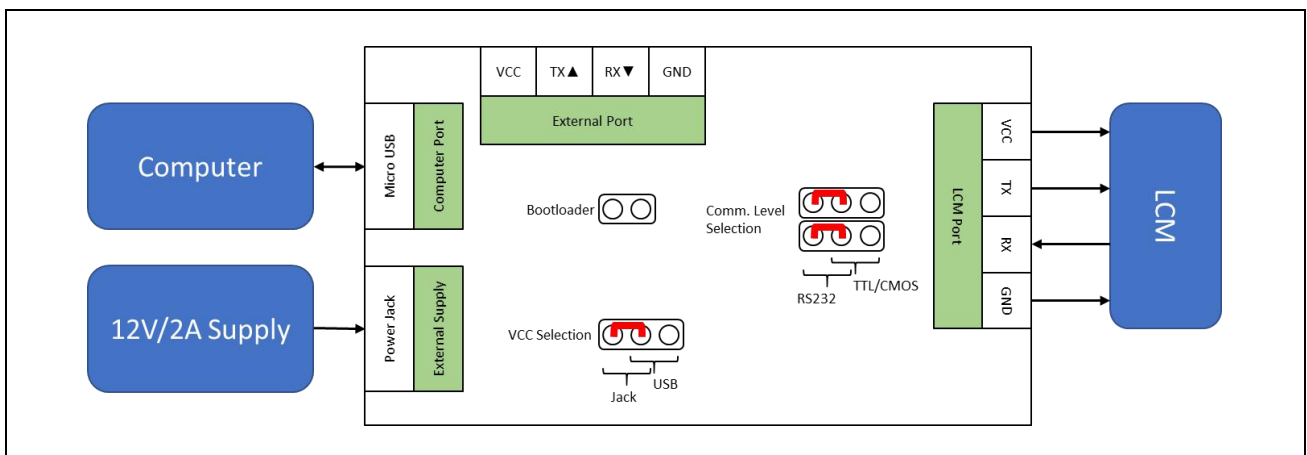 VCC TX▲ RX▼ GND
External Port
Computer
Micro USB
Computer Port
12V/2A Supply
Power Jack
External Supply
Bootloader
Comm. Level
Selection
RS232
TTL/CMOS
VCC Selection
Jack
USB
LCM Port
VCC
TX
RX
GND
LCM